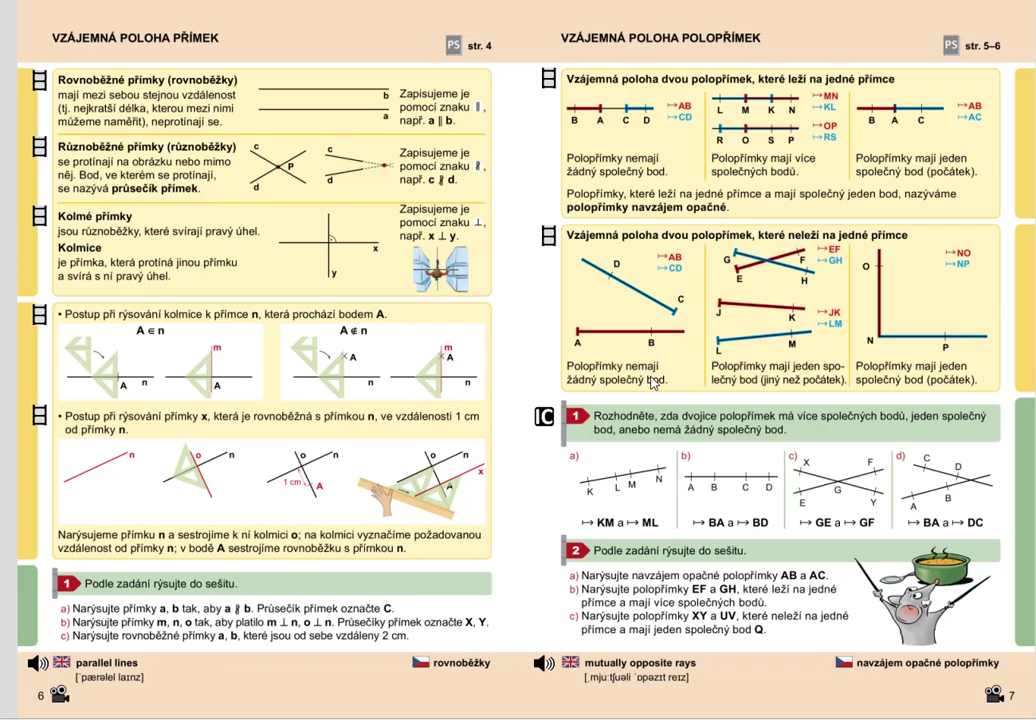 VZÁJEMNÁ POLOHA PŘÍMEK
PS str. 4
Rovnoběžné přímky (rovnoběžky)
mají mezi sebou stejnou vzdálenost
(tj. nejkratší délka, kterou mezi nimi
můžeme naměřit), neprotínají se.
b
a
Zapisujeme je
pomocí znaku ∥,
např. a ∥ b.
Různoběžné přímky (různoběžky)
se protínají na obrázku nebo mimo
něj. Bod, ve kterém se protínají,
se nazývá průsečík přímek.
c
P
d
c
d
Zapisujeme je
pomocí znaku ∦,
např. c ∦ d.
Kolmé přímky
jsou různoběžky, které svírají pravý úhel.
Kolmice
je přímka, která protíná jinou přímku
a svírá s ní pravý úhel.
x
y
Zapisujeme je
pomocí znaku ⊥,
např. x ⊥ y.
• Postup při rýsování kolmice k přímce n, která prochází bodem A.
A ∈ n
A ∉ n
A n
m
A n
A
n
m
A
n
• Postup při rýsování přímky x, která je rovnoběžná s přímkou n, ve vzdálenosti 1 cm
od přímky n.
n
o n
o n
1 cm A
o n
x
A
Narýsujeme přímku n a sestrojíme k ní kolmici o; na kolmici vyznačíme požadovanou
vzdálenost od přímky n; v bodě A sestrojíme rovnoběžku s přímkou n.
1 Podle zadání rýsujte do sešitu.
a) Narýsujte přímky a, b tak, aby a ∦ b. Průsečík přímek označte C.
b) Narýsujte přímky m, n, o tak, aby platilo m ⊥ n, o ⊥ n. Průsečíky přímek označte X, Y.
c) Narýsujte rovnoběžné přímky a, b, které jsou od sebe vzdáleny 2 cm.
parallel lines
[ˈpærəlel laɪnz]
rovnoběžky
6
VZÁJEMNÁ POLOHA POLOPŘÍMEK
PS str. 5–6
Vzájemná poloha dvou polopřímek, které leží na jedné přímce
B A C D
↦AB
↦CD
Polopřímky nemají
žádný společný bod.
L M K N
↦MN
↦KL
R O S P
↦OP
↦RS
Polopřímky mají více
společných bodů.
B A C
↦AB
↦AC
Polopřímky mají jeden
společný bod (počátek).
Polopřímky, které leží na jedné přímce a mají společný jeden bod, nazýváme
polopřímky navzájem opačné.
Vzájemná poloha dvou polopřímek, které neleží na jedné přímce
D
C
A B
↦AB
↦CD
Polopřímky nemají
žádný společný bod.
G F
E H
↦EF
↦GH
J K
L M
↦JK
↦LM
Polopřímky mají jeden spo-
lečný bod (jiný než počátek).
O
N P
↦NO
↦NP
Polopřímky mají jeden
společný bod (počátek).
IC
1 Rozhodněte, zda dvojice polopřímek má více společných bodů, jeden společný
bod, anebo nemá žádný společný bod.
a)
K L M N
↦ KM a ↦ ML
b)
A B C D
↦ BA a ↦ BD
c)
X F
G
E Y
↦ GE a ↦ GF
d)
C D
A B
↦ BA a ↦ DC
2 Podle zadání rýsujte do sešitu.
a) Narýsujte navzájem opačné polopřímky AB a AC.
b) Narýsujte polopřímky EF a GH, které leží na jedné
přímce a mají více společných bodů.
c) Narýsujte polopřímky XY a UV, které neleží na jedné
přímce a mají jeden společný bod Q.
mutually opposite rays
[ˌmjuːtʃuəli ˈɒpəzɪt reɪz]
navzájem opačné polopřímky
7